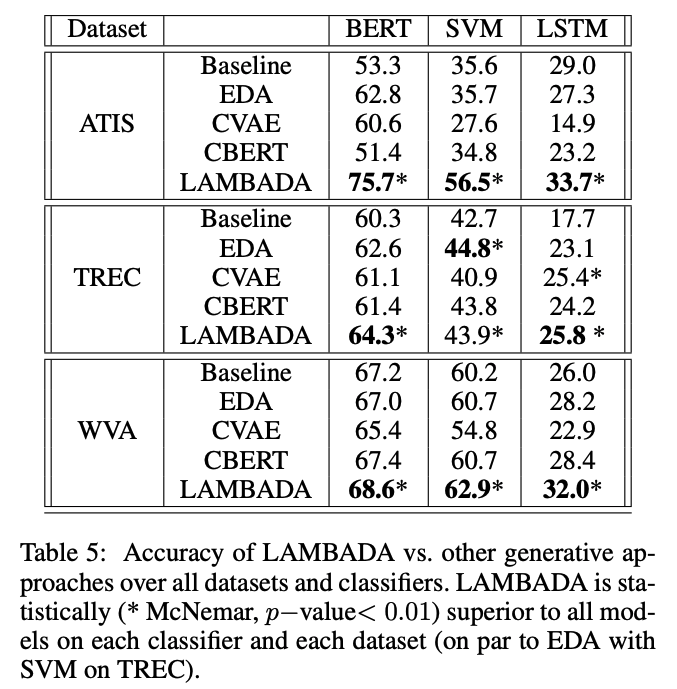 Dataset BERT SVM LSTM
Baseline 53.3 35.6 29.0
EDA 62.8 35.7 27.3
ATIS CVAE 60.6 27.6 14.9
CBERT 51.4 34.8 23.2
LAMBADA 75.7* 56.5* 33.7*
Baseline 60.3 42.7 17.7
EDA 62.6 44.8* 23.1
TREC CVAE 61.1 40.9 25.4*
CBERT 61.4 43.8 24.2
LAMBADA 64.3* 43.9* 25.8 *
Baseline 67.2 60.2 26.0
EDA 67.0 60.7 28.2
WVA CVAE 65.4 54.8 22.9
CBERT 67.4 60.7 28.4
LAMBADA 68.6* 62.9* 32.0*
Table 5: Accuracy of LAMBADA vs. other generative ap-
proaches over all datasets and classifiers. LAMBADA is sta-
tistically (* McNemar, p−value< 0.01) superior to all mod-
els on each classifier and each dataset (on par to EDA with
SVM on TREC).